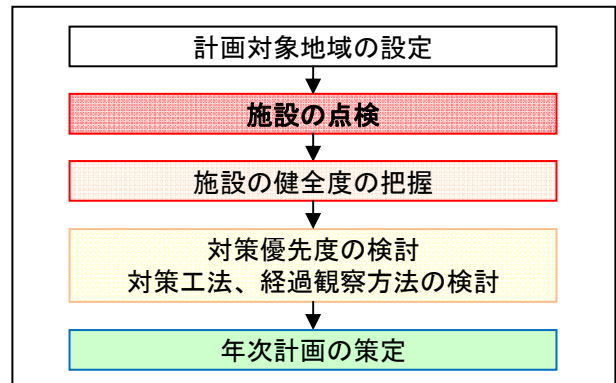 計画対象地域の設定
施設の点検
施設の健全度の把握
対策優先度の検討
対策工法、経過観察方法の検討
年次計画の策定